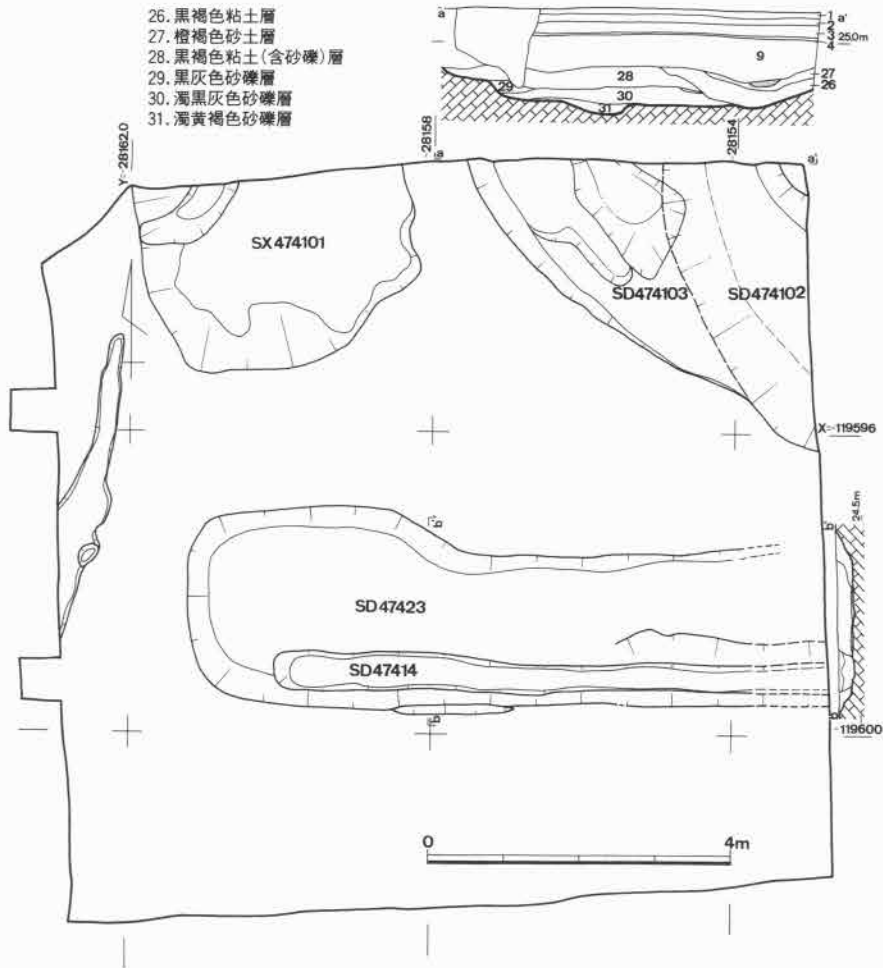 26. 黒褐色粘土層
27. 橙褐色砂土層
28. 黒褐色粘土(含砂礫)層
29. 黒灰色砂礫層
30. 濁黒灰色砂礫層
31. 濁黄褐色砂礫層
a
1 a'
2
3 25.0m
4
9
28
27
26
29
30
31
Y=-28162.0
-28158
-28154
a
a'
SX474101
SD474103
SD474102
X=-119596
24.5m
b'
b'
SD47423
SD47414
b
b
-119600
0
4m